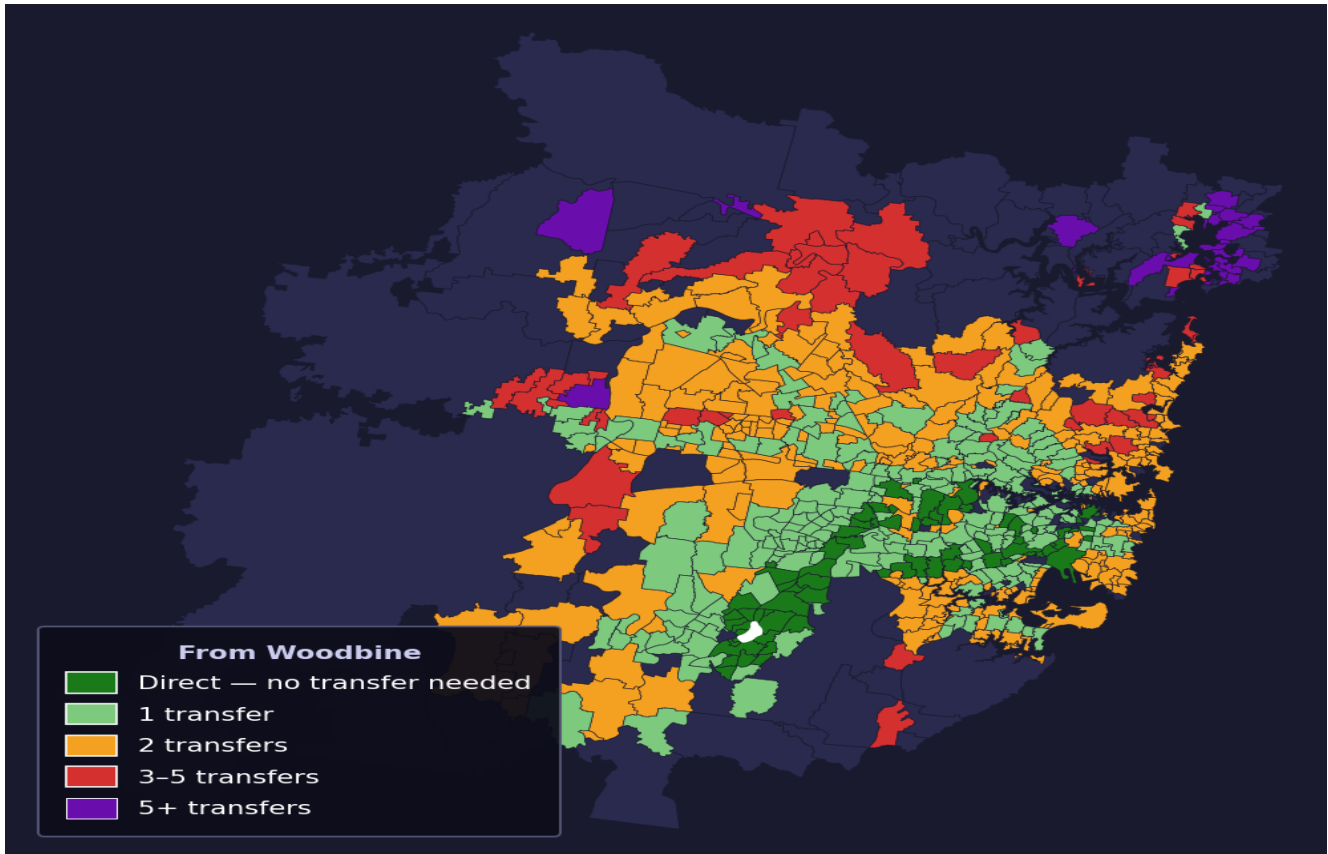 From Woodbine
Direct — no transfer needed
1 transfer
2 transfers
3–5 transfers
5+ transfers